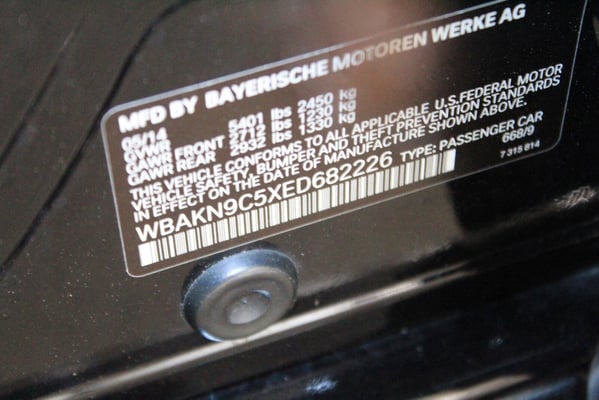 MFD BY BAYERISCHE MOTOREN WERKE AG
05/14
GVWR 5401 lbs 2450 kg
GAWR FRONT 2712 lbs 1230 kg
GAWR REAR 2932 lbs 1330 kg
THIS VEHICLE CONFORMS TO ALL APPLICABLE U.S.FEDERAL MOTOR
VEHICLE SAFETY, BUMPER AND THEFT PREVENTION STANDARDS
IN EFFECT ON THE DATE OF MANUFACTURE SHOWN ABOVE.
WBAKN9C5XED682226 TYPE: PASSENGER CAR
668/9
7 315 814